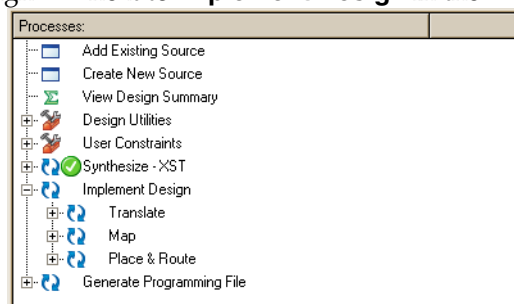 Processes:
Add Existing Source
Create New Source
View Design Summary
Design Utilities
User Constraints
Synthesize - XST
Implement Design
Translate
Map
Place & Route
Generate Programming File